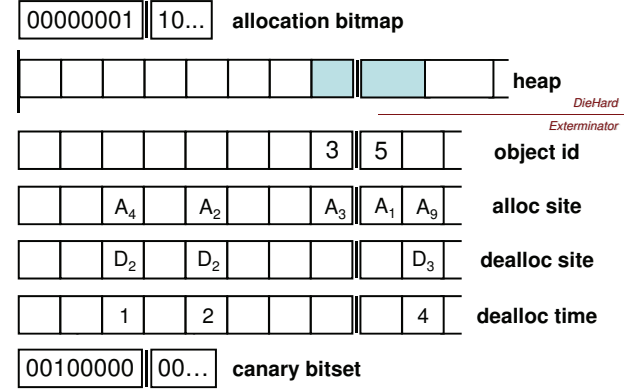 00000001 10... allocation bitmap
heap
DieHard
Exterminator
3 5 object id
A₄ A₂ A₃ A₁ A₉ alloc site
D₂ D₂ D₃ dealloc site
1 2 4 dealloc time
00100000 00... canary bitset